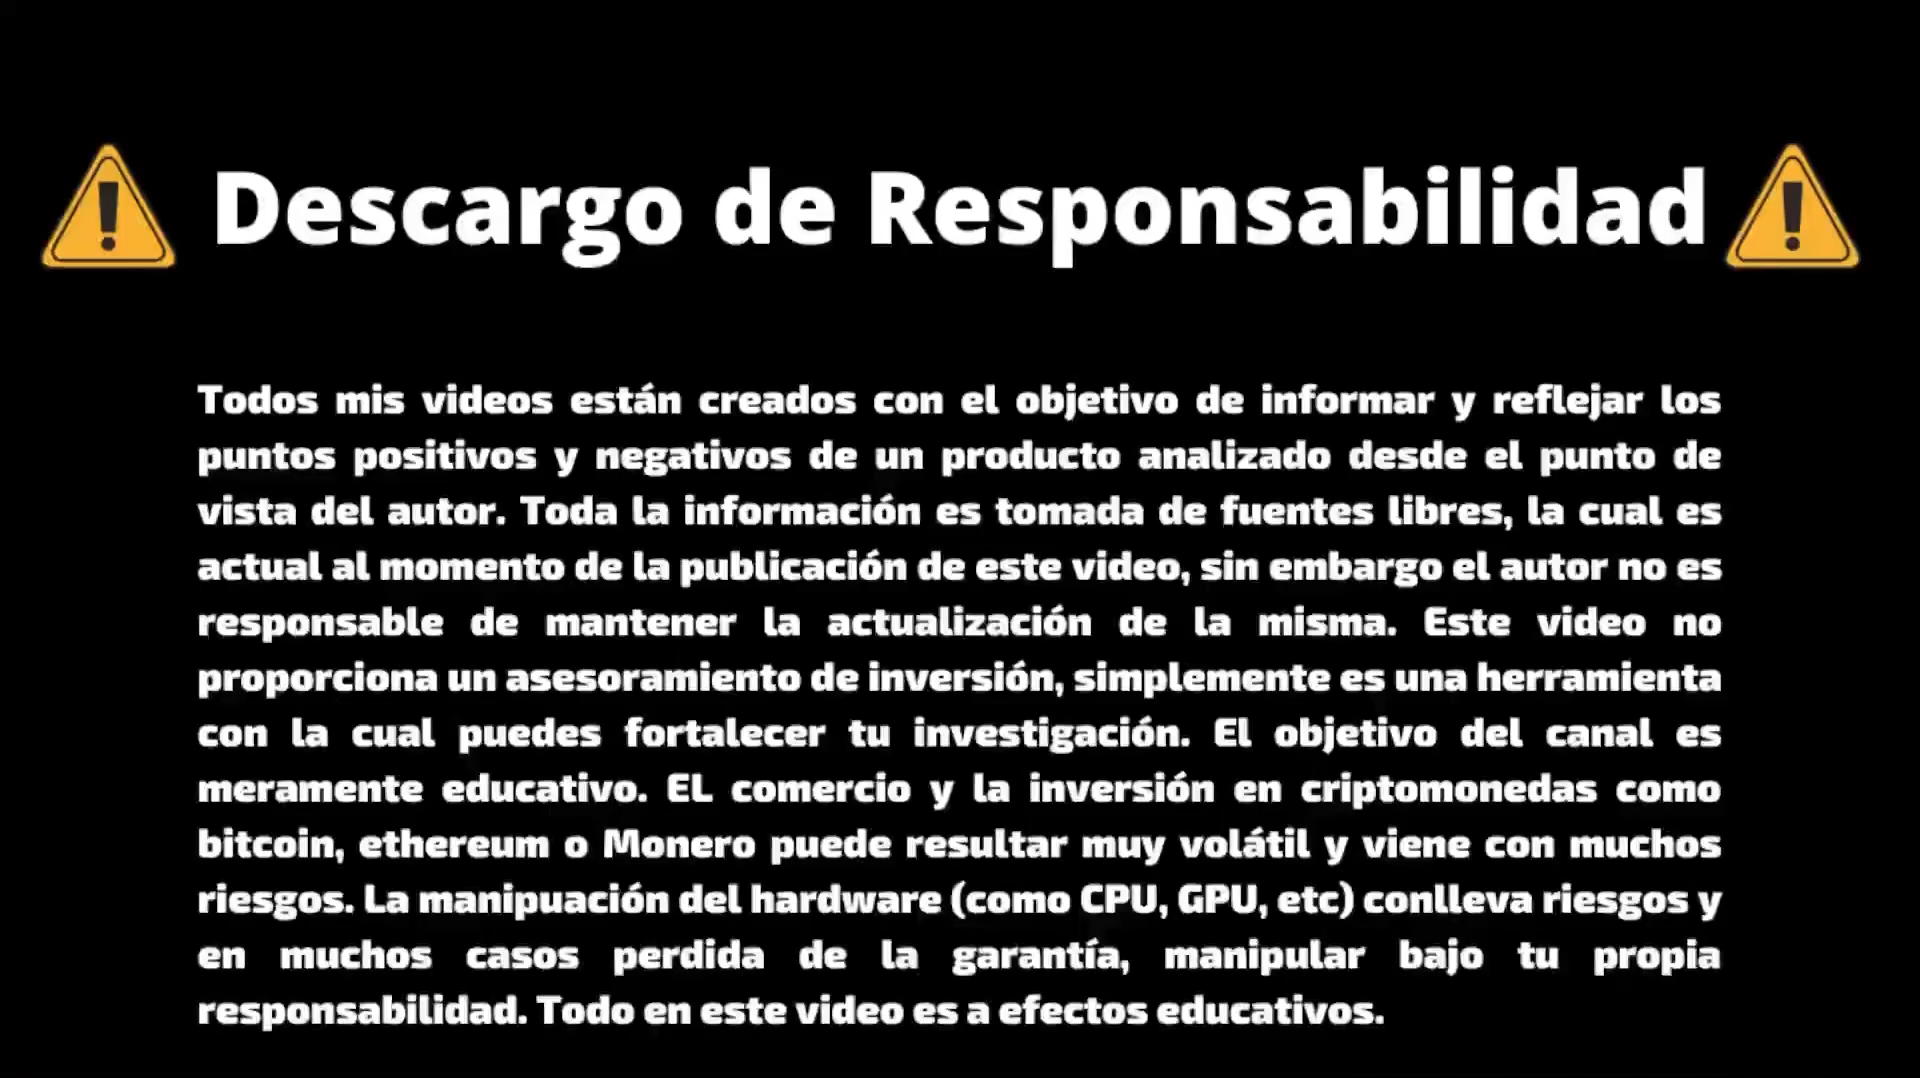 Descargo de Responsabilidad
Todos mis videos están creados con el objetivo de informar y reflejar los
puntos positivos y negativos de un producto analizado desde el punto de
vista del autor. Toda la información es tomada de fuentes libres, la cual es
actual al momento de la publicación de este video, sin embargo el autor no es
responsable de mantener la actualización de la misma. Este video no
proporciona un asesoramiento de inversión, simplemente es una herramienta
con la cual puedes fortalecer tu investigación. El objetivo del canal es
meramente educativo. EL comercio y la inversión en criptomonedas como
bitcoin, ethereum o Monero puede resultar muy volátil y viene con muchos
riesgos. La manipuación del hardware (como CPU, GPU, etc) conlleva riesgos y
en muchos casos perdida de la garantía, manipular bajo tu propia
responsabilidad. Todo en este video es a efectos educativos.